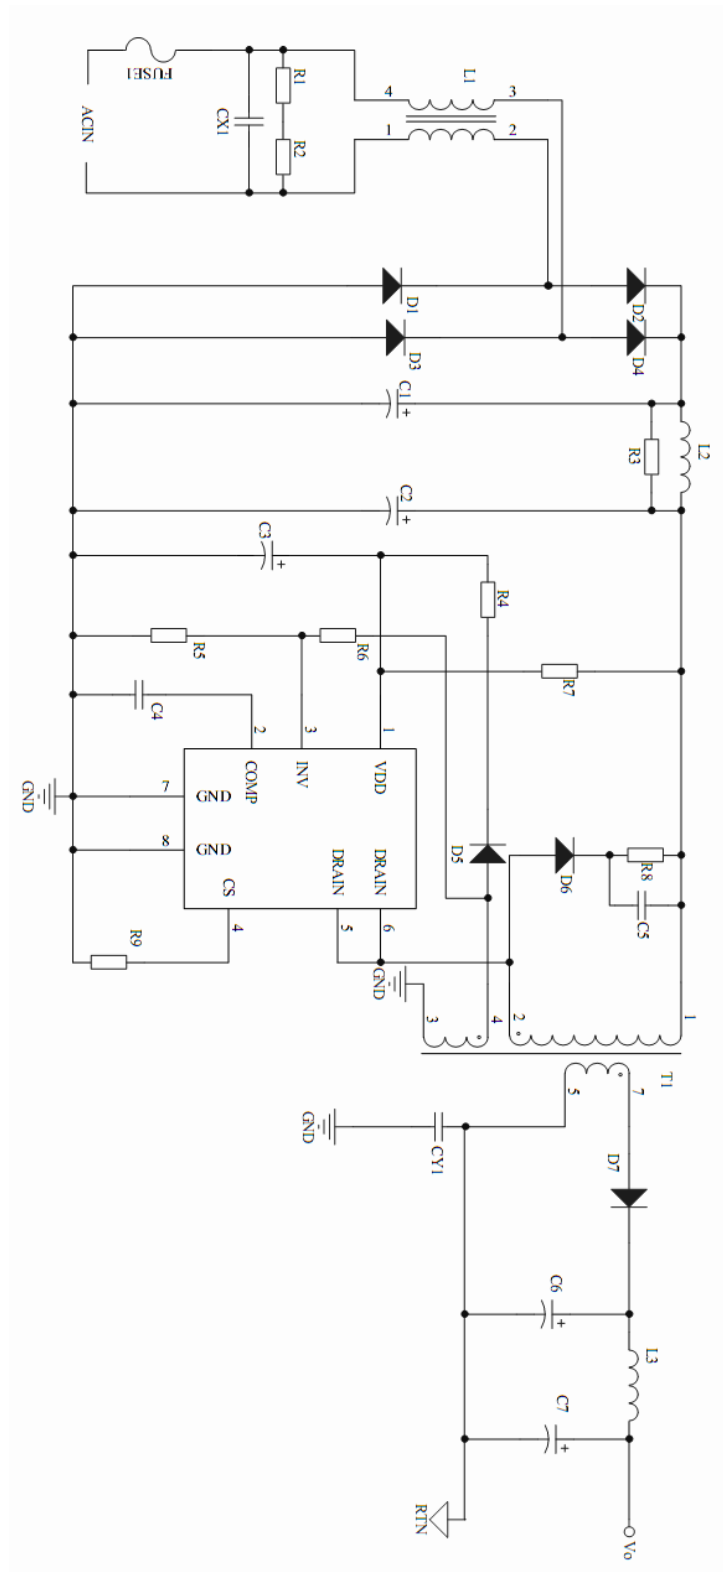 FUSE1
ACIN
CX1
R1
R2
L1
4
3
1
2
D1
D2
D3
D4
C1
+
L2
R3
C2
+
C3
+
R4
R5
R6
R7
C4
2
3
1
COMP
INV
VDD
GND
7
GND
8
GND
CS
DRAIN
DRAIN
4
5
6
R9
D5
D6
R8
C5
GND
3
4
2
1
T1
5
7
GND
CY1
D7
C6
+
L3
C7
+
RTN
Vo